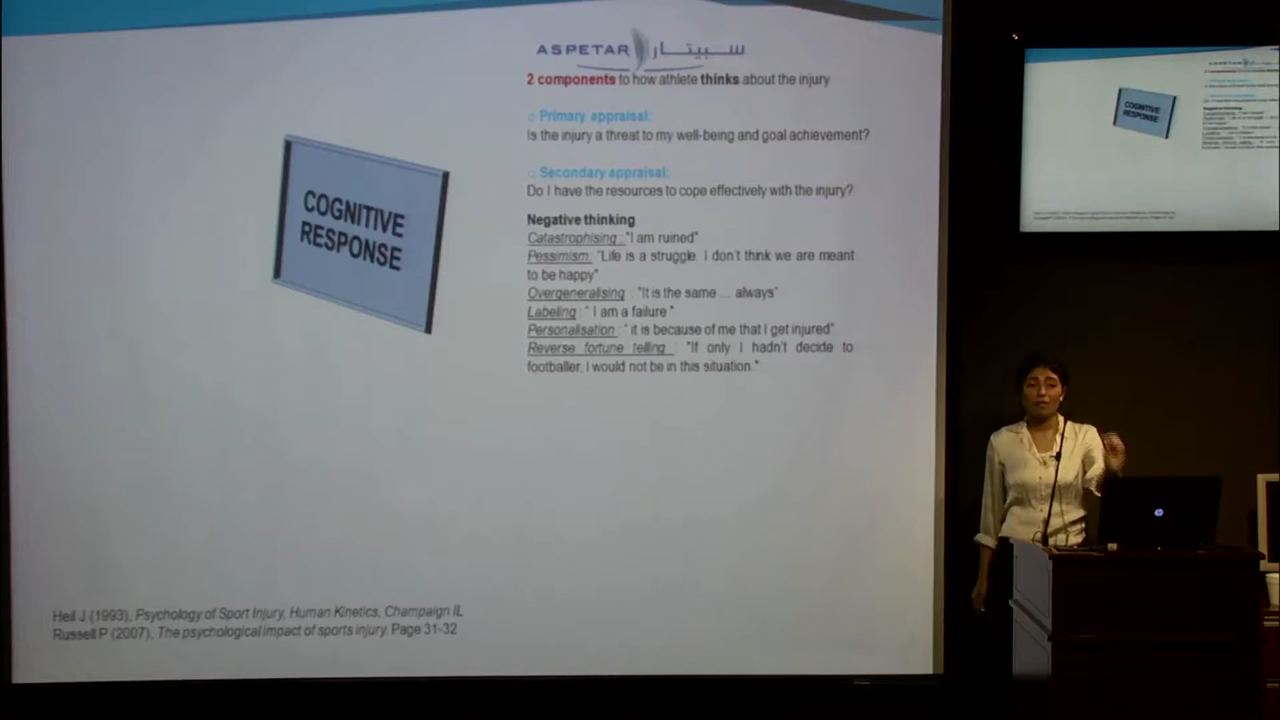 ASPETAR سبيتار
2 components to how athlete thinks about the injury
Primary appraisal:
Is the injury a threat to my well-being and goal achievement?
Secondary appraisal:
Do I have the resources to cope effectively with the injury?
Negative thinking
Catastrophising : "I am ruined"
Pessimism: "Life is a struggle. I don't think we are meant
to be happy"
Overgeneralising : "It is the same ... always"
Labeling : " I am a failure "
Personalisation : " it is because of me that I get injured"
Reverse fortune telling : "If only I hadn't decide to
footballer, I would not be in this situation."
COGNITIVE
RESPONSE
Heil J (1993), Psychology of Sport Injury, Human Kinetics, Champaign IL
Russell P (2007), The psychological impact of sports injury. Page 31-32
COGNITIVE
RESPONSE
hp